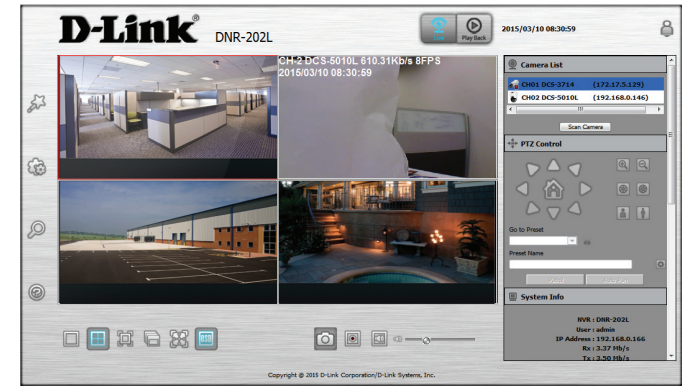 D-Link DNR-202L
Play Back
2015/03/10 08:30:59
CH-2 DCS-5010L 610.31Kb/s 8FPS
2015/03/10 08:30:59
Camera List
CH01 DCS-3714 (172.17.5.129)
CH02 DCS-5010L (192.168.0.146)
Scan Camera
PTZ Control
Go to Preset
Preset Name
System Info
NVR : DNR-202L
User : admin
IP Address : 192.168.0.166
Rx : 3.37 Mb/s
Tx : 3.50 Mb/s
OSD
Copyright @ 2015 D-Link Corporation/D-Link Systems, Inc.